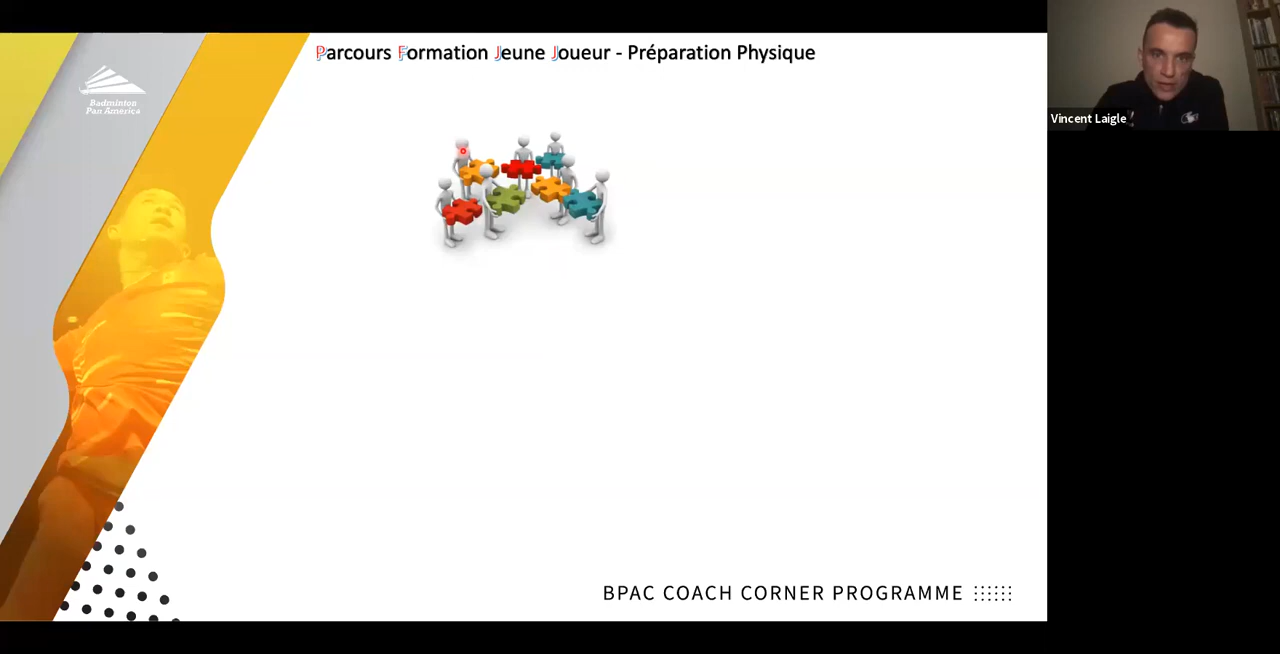 Parcours Formation Jeune Joueur - Préparation Physique
Vincent Laigle
Badminton
Pan America
BPAC COACH CORNER PROGRAMME